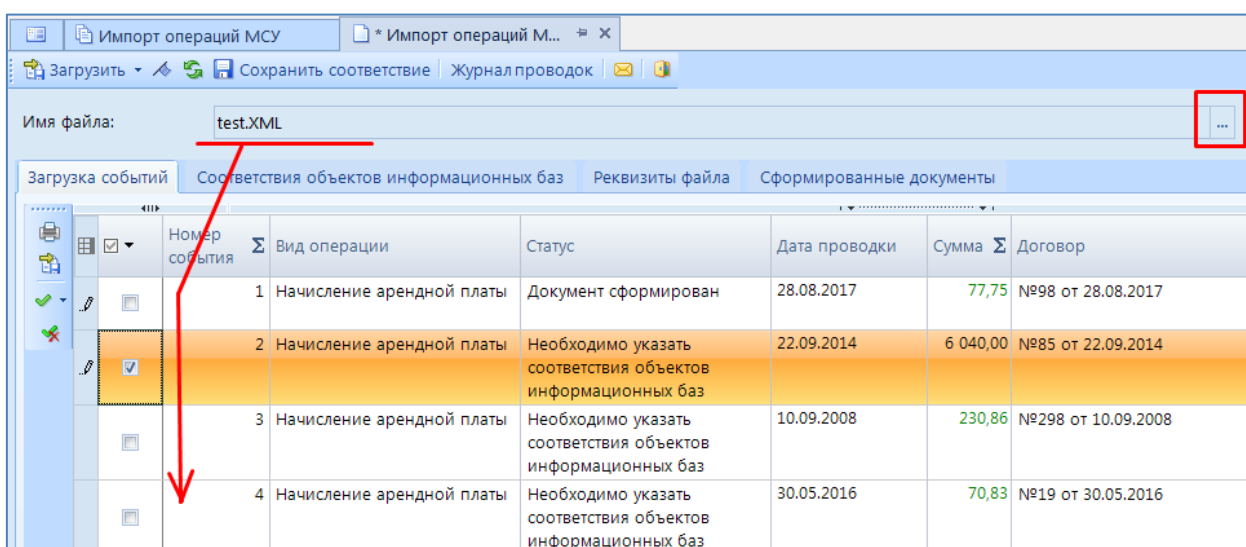 Импорт операций МСУ * Импорт операций М...
Загрузить Сохранить соответствие Журнал проводок
Имя файла: test.XML ...
Загрузка событий Соответствия объектов информационных баз Реквизиты файла Сформированные документы
Номер события Σ Вид операции Статус Дата проводки Сумма Σ Договор
1 Начисление арендной платы Документ сформирован 28.08.2017 77,75 №98 от 28.08.2017
2 Начисление арендной платы Необходимо указать 22.09.2014 6 040,00 №85 от 22.09.2014
соответствия объектов
информационных баз
3 Начисление арендной платы Необходимо указать 10.09.2008 230,86 №298 от 10.09.2008
соответствия объектов
информационных баз
4 Начисление арендной платы Необходимо указать 30.05.2016 70,83 №19 от 30.05.2016
соответствия объектов
информационных баз